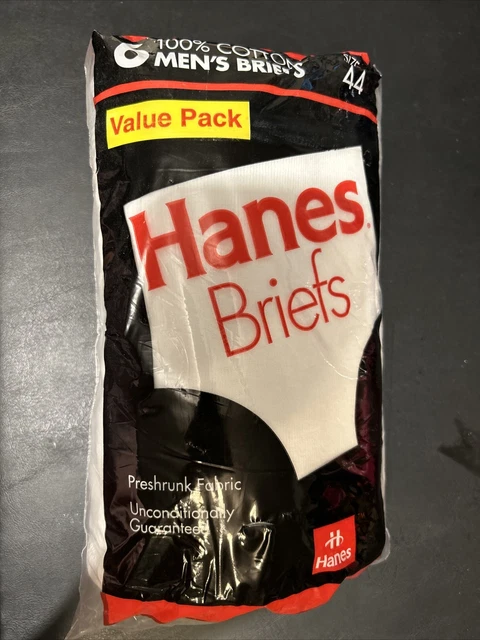 6 100% COTTON
MEN'S BRIEFS
44
Value Pack
Hanes.
Briefs
Preshrunk Fabric
Unconditionally
Guaranteed
Hanes